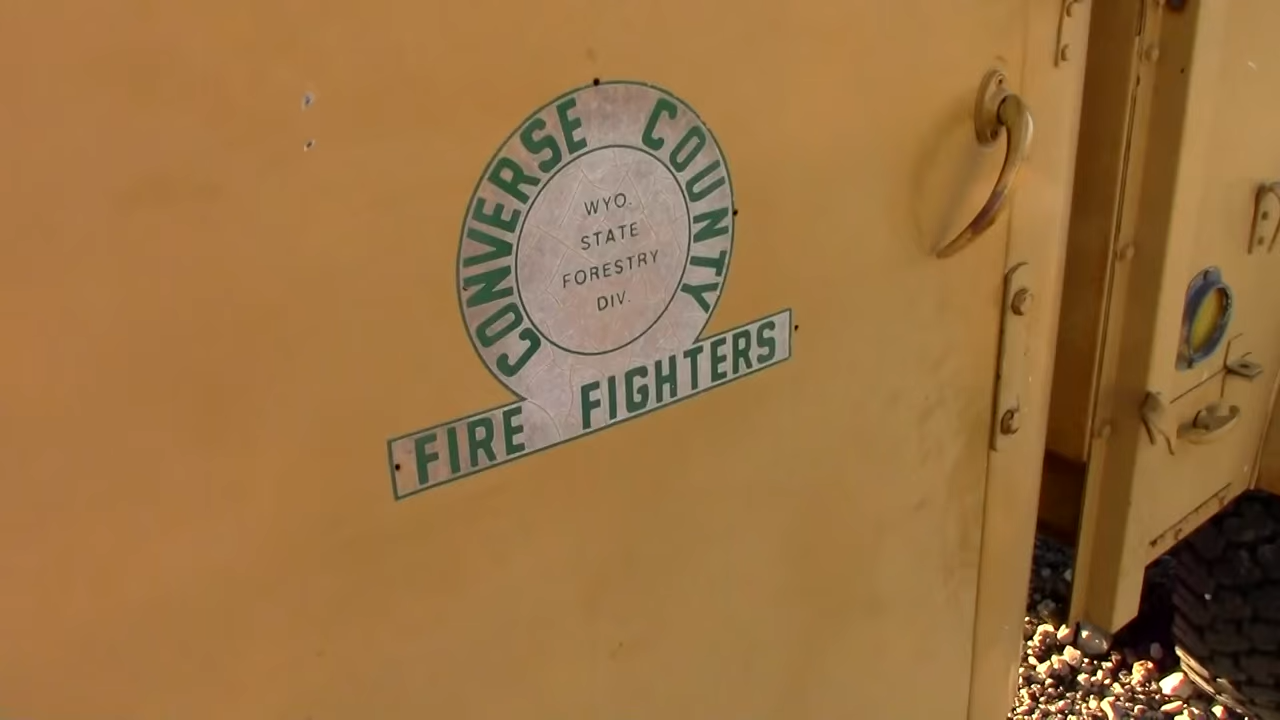 CONVERSE COUNTY
WYO.
STATE
FORESTRY
DIV.
FIRE FIGHTERS